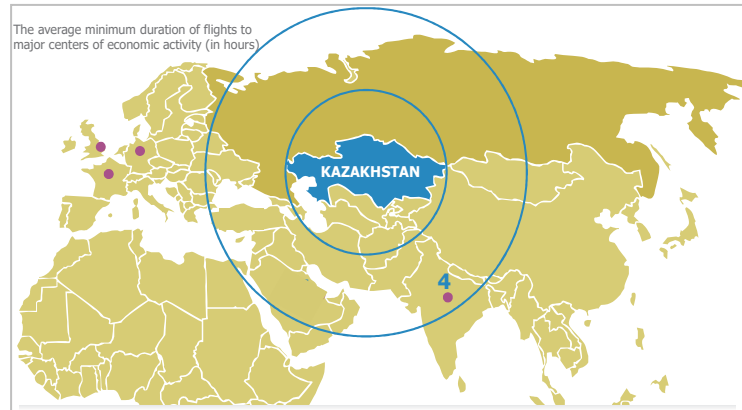 The average minimum duration of flights to
major centers of economic activity (in hours)
KAZAKHSTAN
4